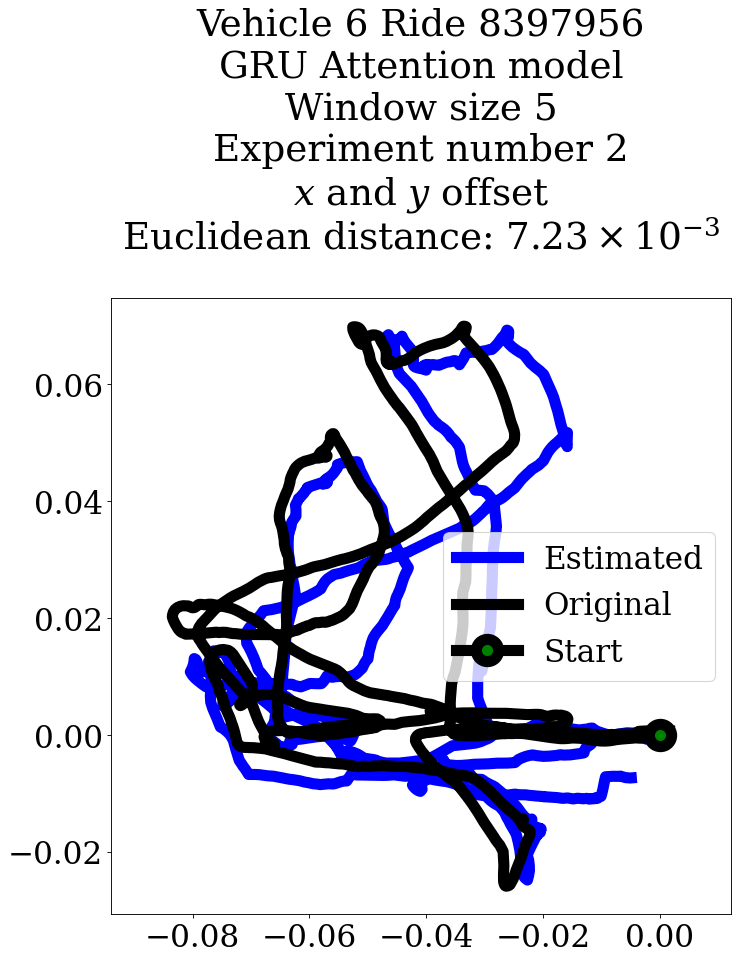 Vehicle 6 Ride 8397956
GRU Attention model
Window size 5
Experiment number 2
x and y offset
Euclidean distance: 7.23 × 10⁻³
0.06
0.04
0.02
0.00
−0.02
Estimated
Original
Start
−0.08 −0.06 −0.04 −0.02 0.00